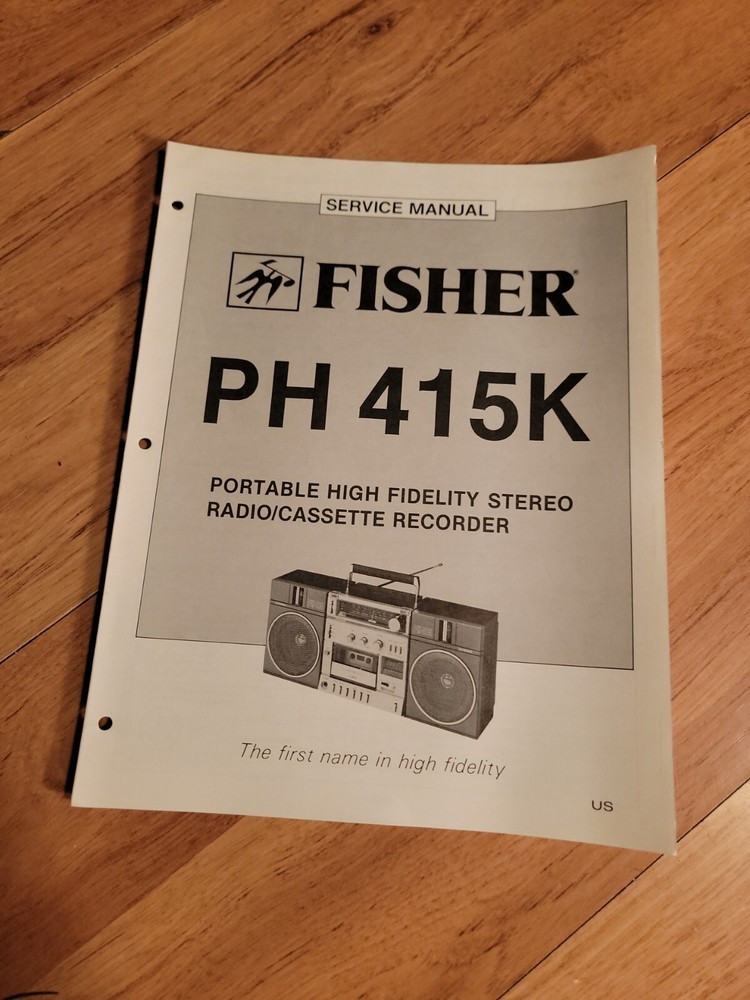 SERVICE MANUAL
FISHER®
PH 415K
PORTABLE HIGH FIDELITY STEREO
RADIO/CASSETTE RECORDER
The first name in high fidelity
US